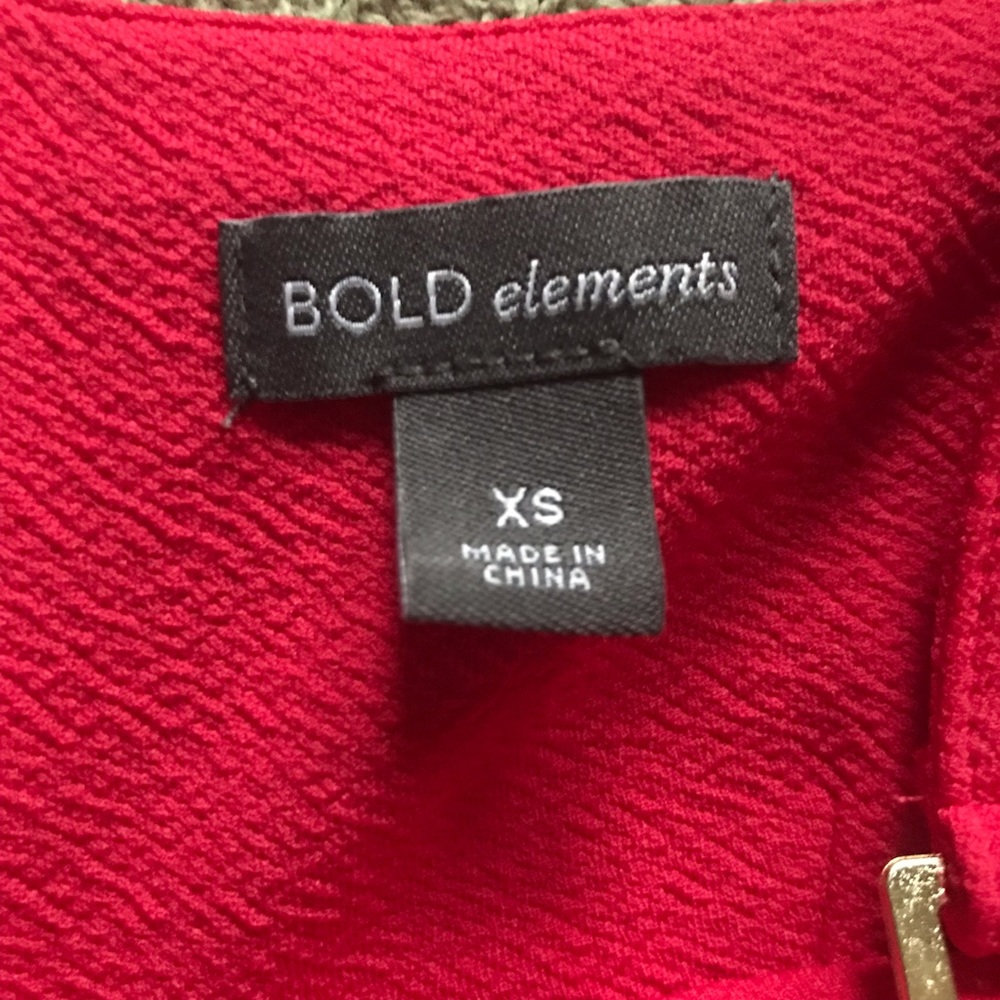 BOLD elements
XS
MADE IN
CHINA